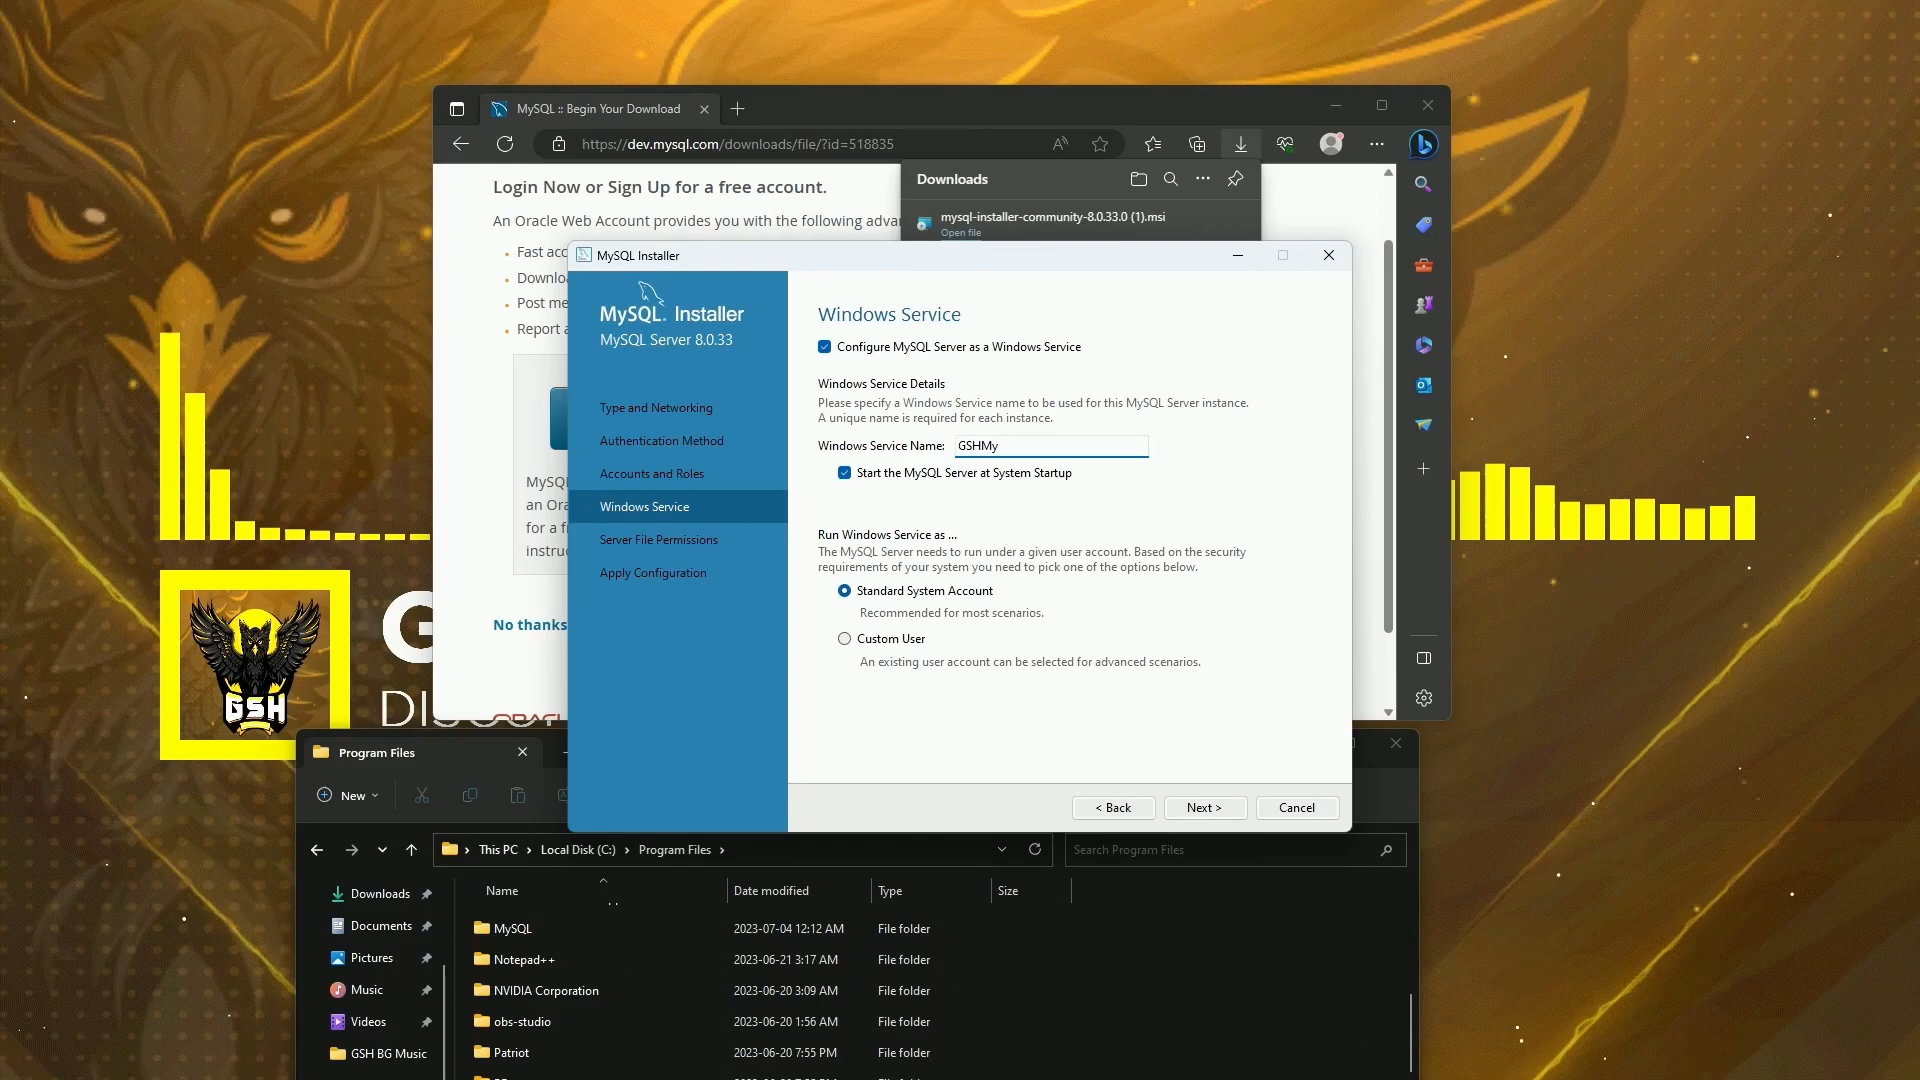 MySQL :: Begin Your Download
https://dev.mysql.com/downloads/file/?id=518835
Login Now or Sign Up for a free account.
An Oracle Web Account provides you with the following
Downloads
mysql-installer-community-8.0.33.0 (1).msi
Open file
MySQL Installer
MySQL. Installer
MySQL Server 8.0.33
Type and Networking
Authentication Method
Accounts and Roles
Windows Service
Server File Permissions
Apply Configuration
Windows Service
Configure MySQL Server as a Windows Service
Windows Service Details
Please specify a Windows Service name to be used for this MySQL Server instance.
A unique name is required for each instance.
Windows Service Name: GSHMy
Start the MySQL Server at System Startup
Run Windows Service as ...
The MySQL Server needs to run under a given user account. Based on the security
requirements of your system you need to pick one of the options below.
Standard System Account
Recommended for most scenarios.
Custom User
An existing user account can be selected for advanced scenarios.
< Back
Next >
Cancel
Fast
Post
Report
an
for a
No thanks
GSH
Program Files
New
This PC > Local Disk (C:) > Program Files >
Search Program Files
Downloads
Documents
Pictures
Music
Videos
GSH BG Music
Name Date modified Type Size
MySQL 2023-07-04 12:12 AM File folder
Notepad++ 2023-06-21 3:17 AM File folder
NVIDIA Corporation 2023-06-20 3:09 AM File folder
obs-studio 2023-06-20 1:56 AM File folder
Patriot 2023-06-20 7:55 PM File folder